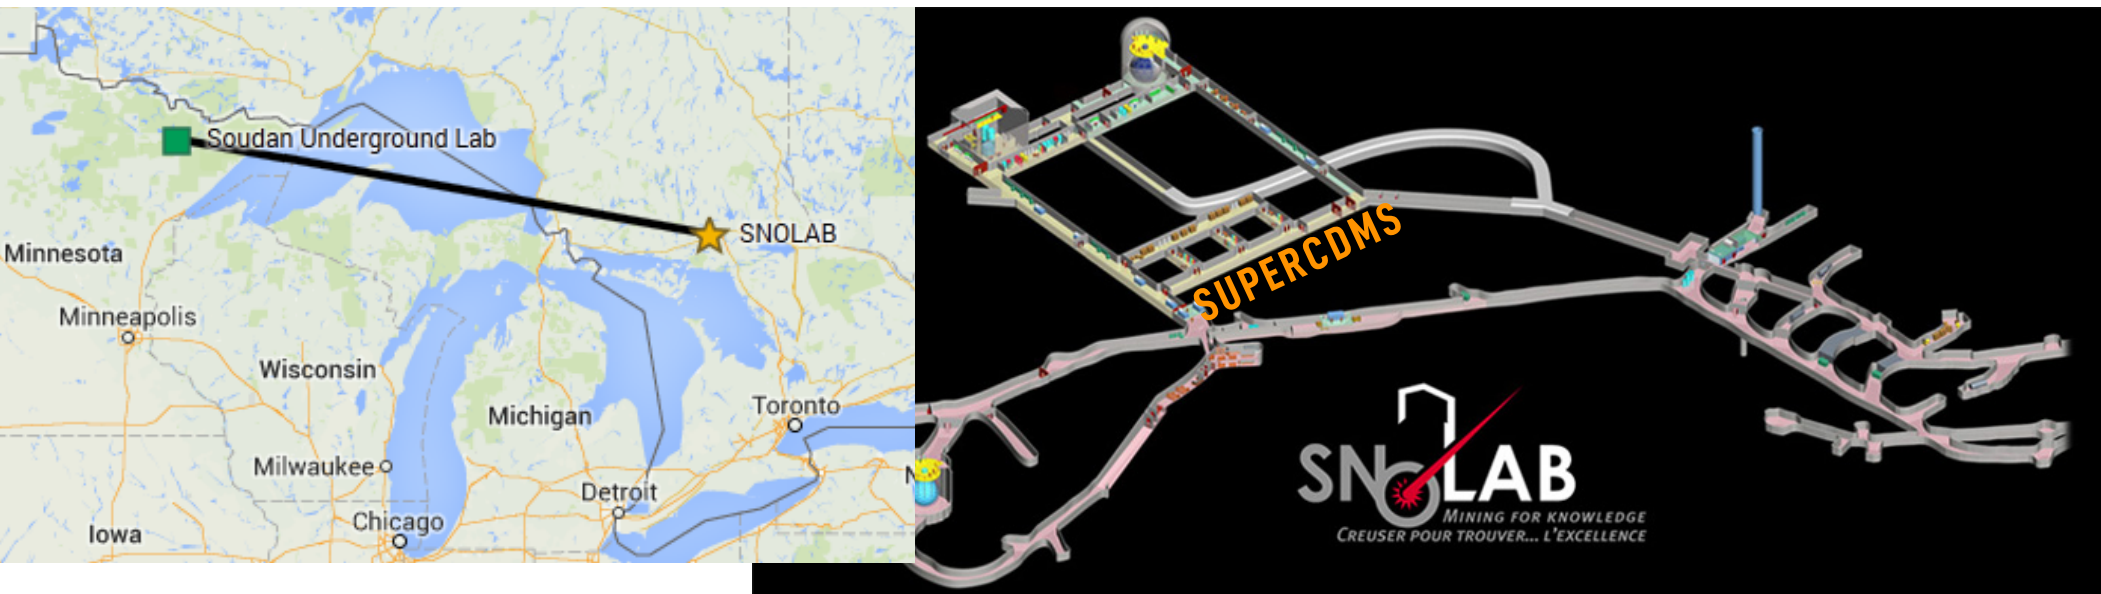 Soudan Underground Lab
SNOLAB
Minnesota
Minneapolis
Wisconsin
Michigan
Toronto
Milwaukee
Detroit
Chicago
Iowa
N
SUPERCDMS
SNOLAB
MINING FOR KNOWLEDGE
CREUSER POUR TROUVER... L'EXCELLENCE